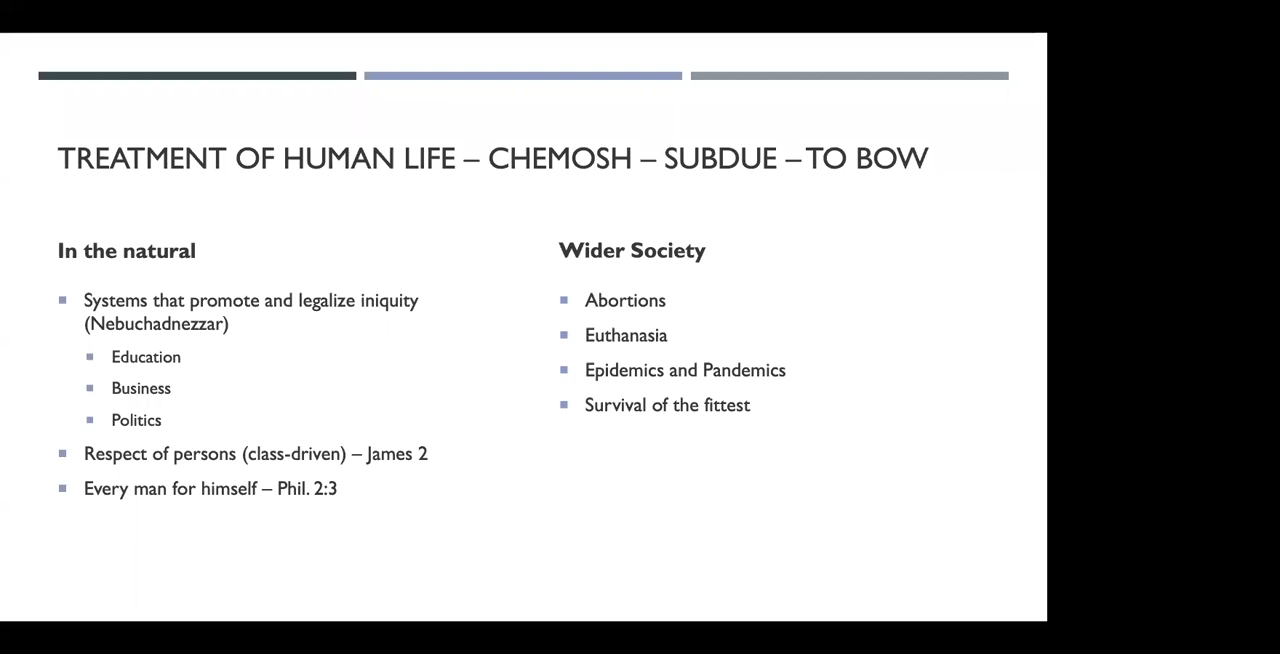 TREATMENT OF HUMAN LIFE – CHEMOSH – SUBDUE – TO BOW
In the natural
Systems that promote and legalize iniquity
(Nebuchadnezzar)
Education
Business
Politics
Respect of persons (class-driven) – James 2
Every man for himself – Phil. 2:3
Wider Society
Abortions
Euthanasia
Epidemics and Pandemics
Survival of the fittest